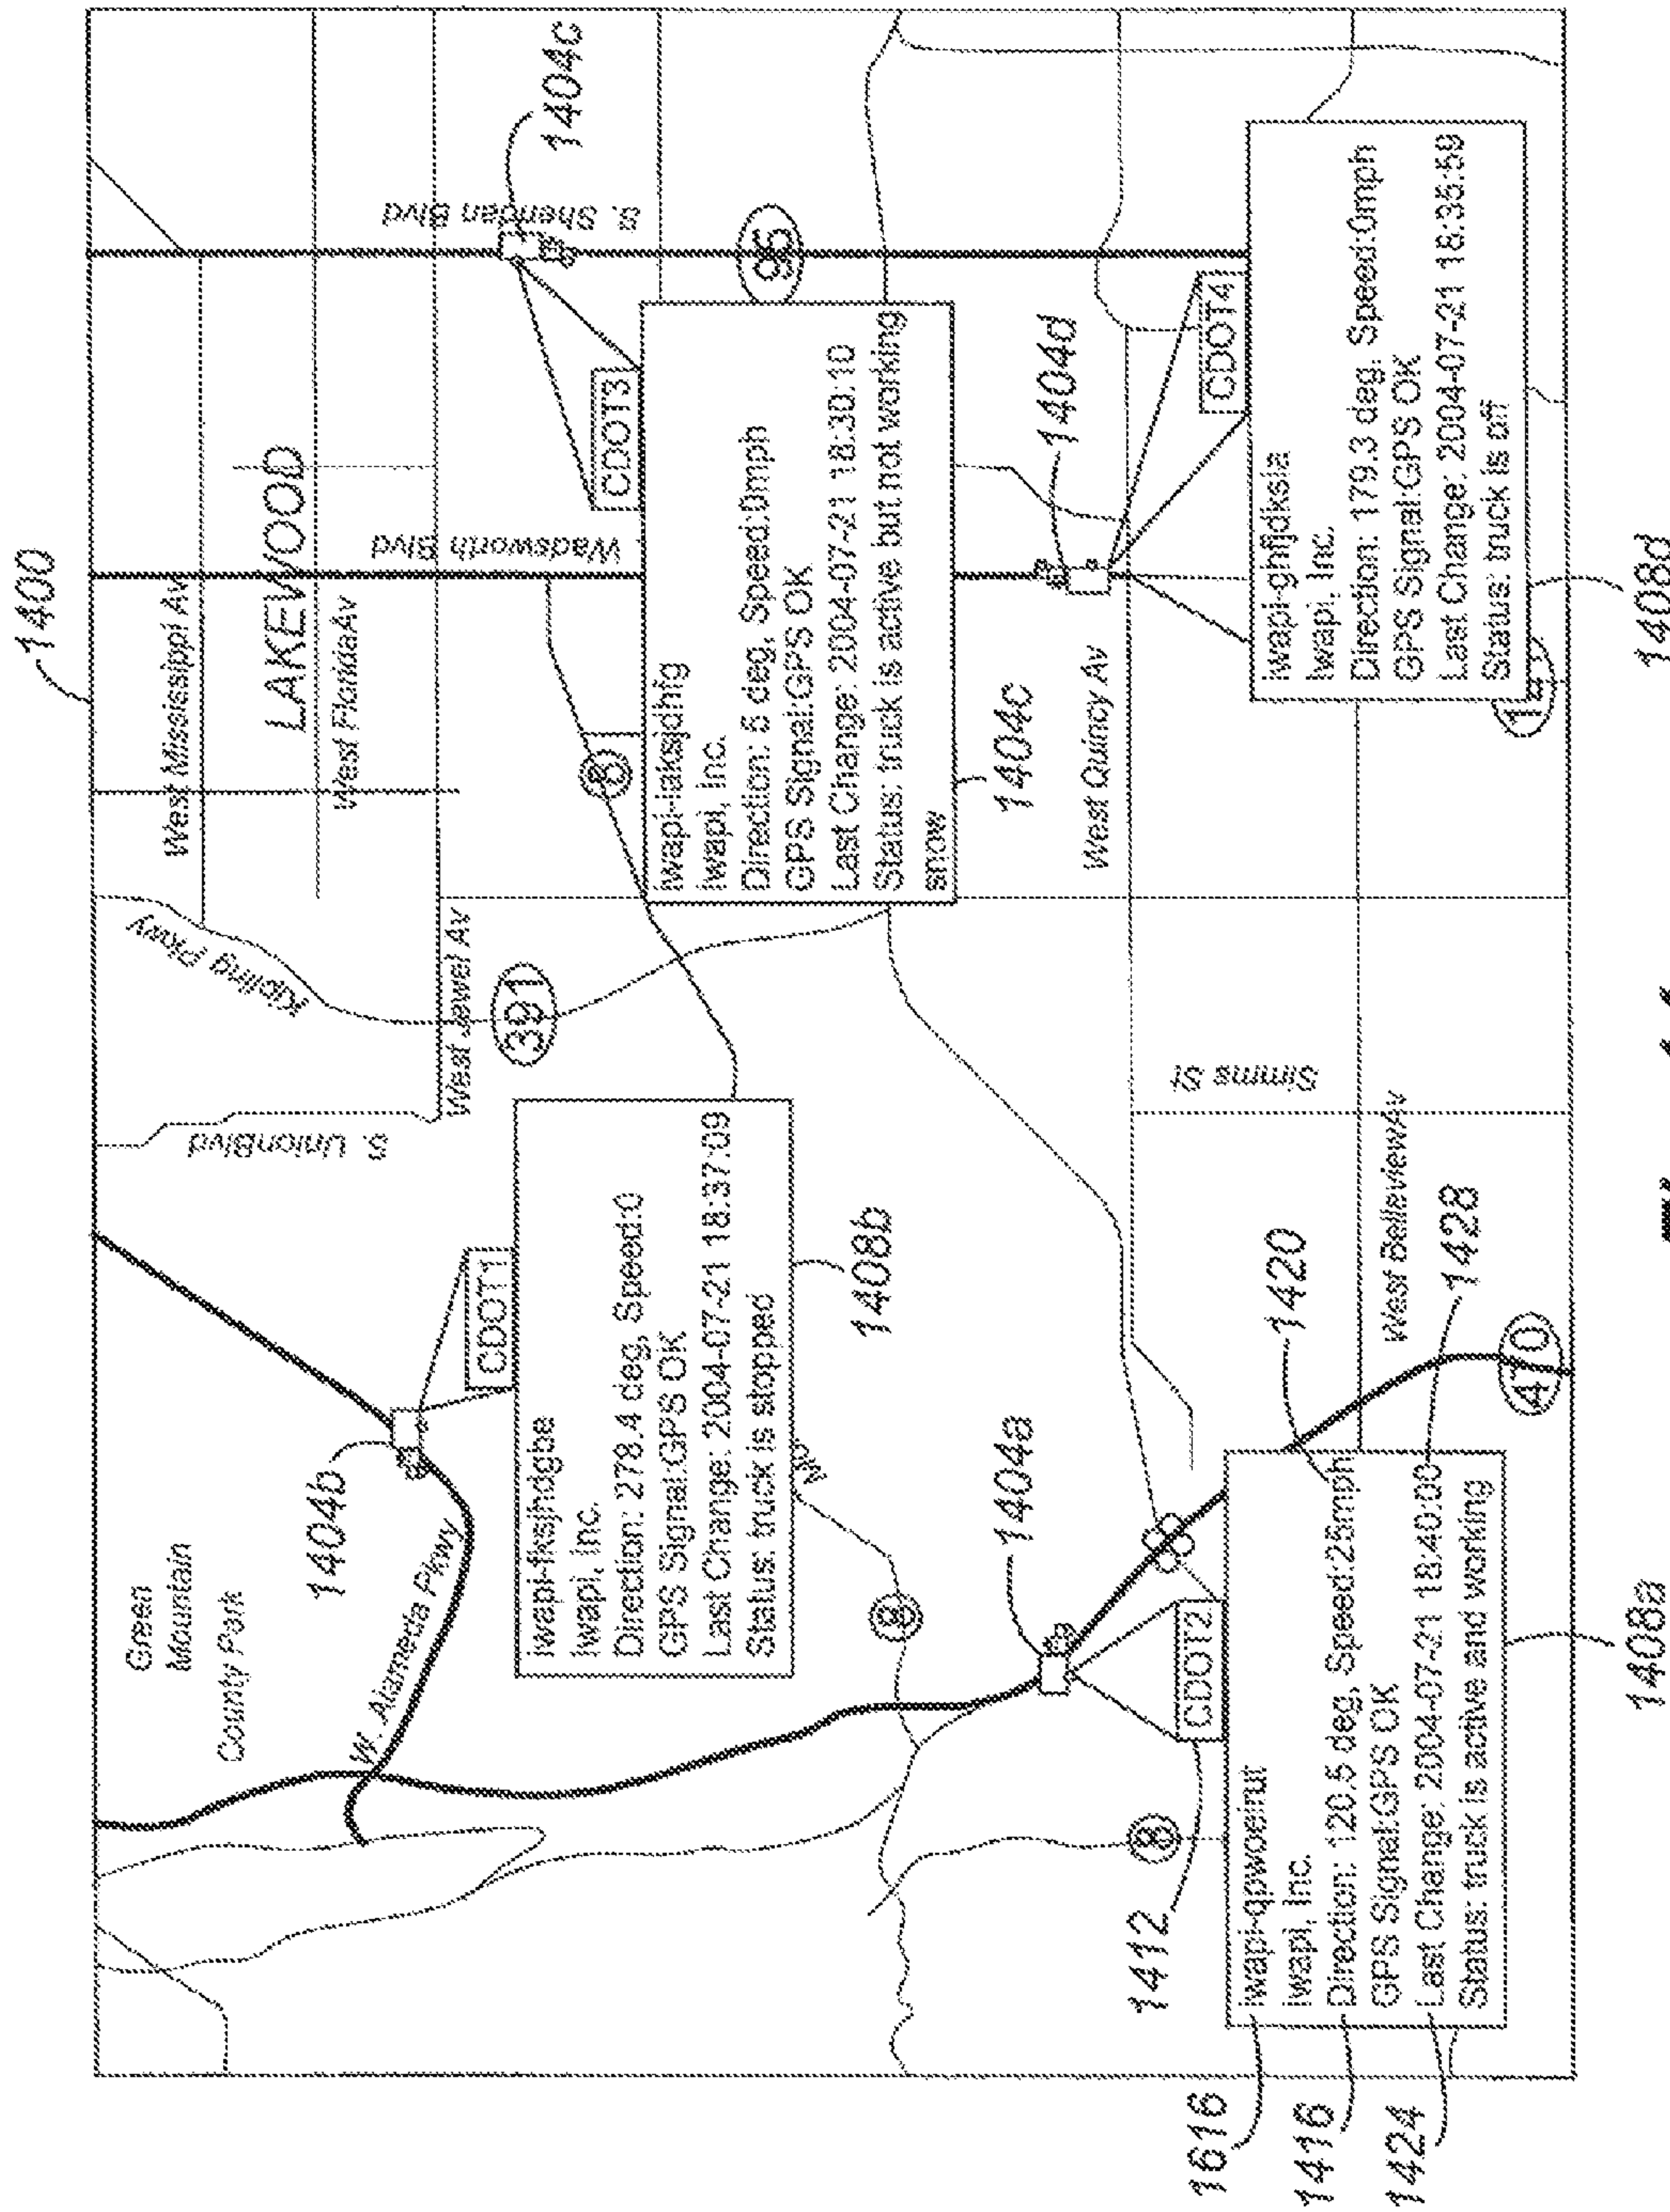 1400
West Mississippi Av
LAKEWOOD
West FloridaAv
Kipling Pkwy
S. UnionBlvd
West Jewel Av
391
Wadsworth
Blvd
S. Sheridan Blvd
1404c
95
8
Green
Mountain
County Park
W. Alameda Pkwy
1404b
CDOT1
iwapi-fksjhdgbe
iwapi, Inc.
Direction: 278.4 deg, Speed:0
GPS Signal:GPS OK
Last Change: 2004-07-21 18:37:09
Status: truck is stopped
1408b
CDOT3
iwapi-laksjdhfg
iwapi, Inc.
Direction: 5 deg, Speed:0mph
GPS Signal:GPS OK
Last Change: 2004-07-21 18:30:10
Status: truck is active but not working
snow
1404c
8
1404a
1404d
West Quincy Av
Simms St
8
1412
CDOT2
1616
iwapi-qpwoeirut
iwapi, Inc.
1416
Direction: 120.5 deg, Speed:25mph
1420
GPS Signal:GPS OK
1424
Last Change: 2004-07-21 18:40:00
1428
Status: truck is active and working
1408a
West BelleviewAv
470
CDOT4
iwapi-ghfjdksla
iwapi, Inc.
Direction: 179.3 deg, Speed:0mph
GPS Signal:GPS OK
Last Change: 2004-07-21 18:35:59
Status: truck is off
1408d